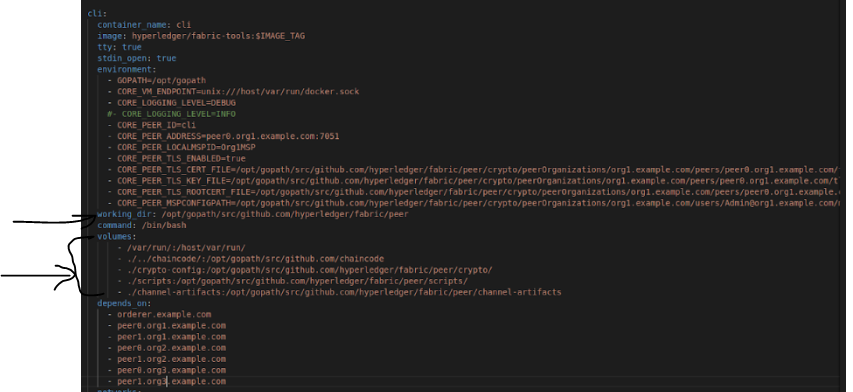 cli:
container_name: cli
image: hyperledger/fabric-tools:$IMAGE_TAG
tty: true
stdin_open: true
environment:
- GOPATH=/opt/gopath
- CORE_VM_ENDPOINT=unix:///host/var/run/docker.sock
- CORE_LOGGING_LEVEL=DEBUG
#- CORE_LOGGING_LEVEL=INFO
- CORE_PEER_ID=cli
- CORE_PEER_ADDRESS=peer0.org1.example.com:7051
- CORE_PEER_LOCALMSPID=Org1MSP
- CORE_PEER_TLS_ENABLED=true
- CORE_PEER_TLS_CERT_FILE=/opt/gopath/src/github.com/hyperledger/fabric/peer/crypto/peerOrganizations/org1.example.com/peers/peer0.org1.example.com/
- CORE_PEER_TLS_KEY_FILE=/opt/gopath/src/github.com/hyperledger/fabric/peer/crypto/peerOrganizations/org1.example.com/peers/peer0.org1.example.com/t
- CORE_PEER_TLS_ROOTCERT_FILE=/opt/gopath/src/github.com/hyperledger/fabric/peer/crypto/peerOrganizations/org1.example.com/peers/peer0.org1.example.
- CORE_PEER_MSPCONFIGPATH=/opt/gopath/src/github.com/hyperledger/fabric/peer/crypto/peerOrganizations/org1.example.com/users/Admin@org1.example.com/
working_dir: /opt/gopath/src/github.com/hyperledger/fabric/peer
command: /bin/bash
volumes:
- /var/run/:/host/var/run/
- ./../chaincode/:/opt/gopath/src/github.com/chaincode
- ./crypto-config:/opt/gopath/src/github.com/hyperledger/fabric/peer/crypto/
- ./scripts:/opt/gopath/src/github.com/hyperledger/fabric/peer/scripts/
- ./channel-artifacts:/opt/gopath/src/github.com/hyperledger/fabric/peer/channel-artifacts
depends_on:
- orderer.example.com
- peer0.org1.example.com
- peer1.org1.example.com
- peer0.org2.example.com
- peer1.org2.example.com
- peer0.org3.example.com
- peer1.org3.example.com